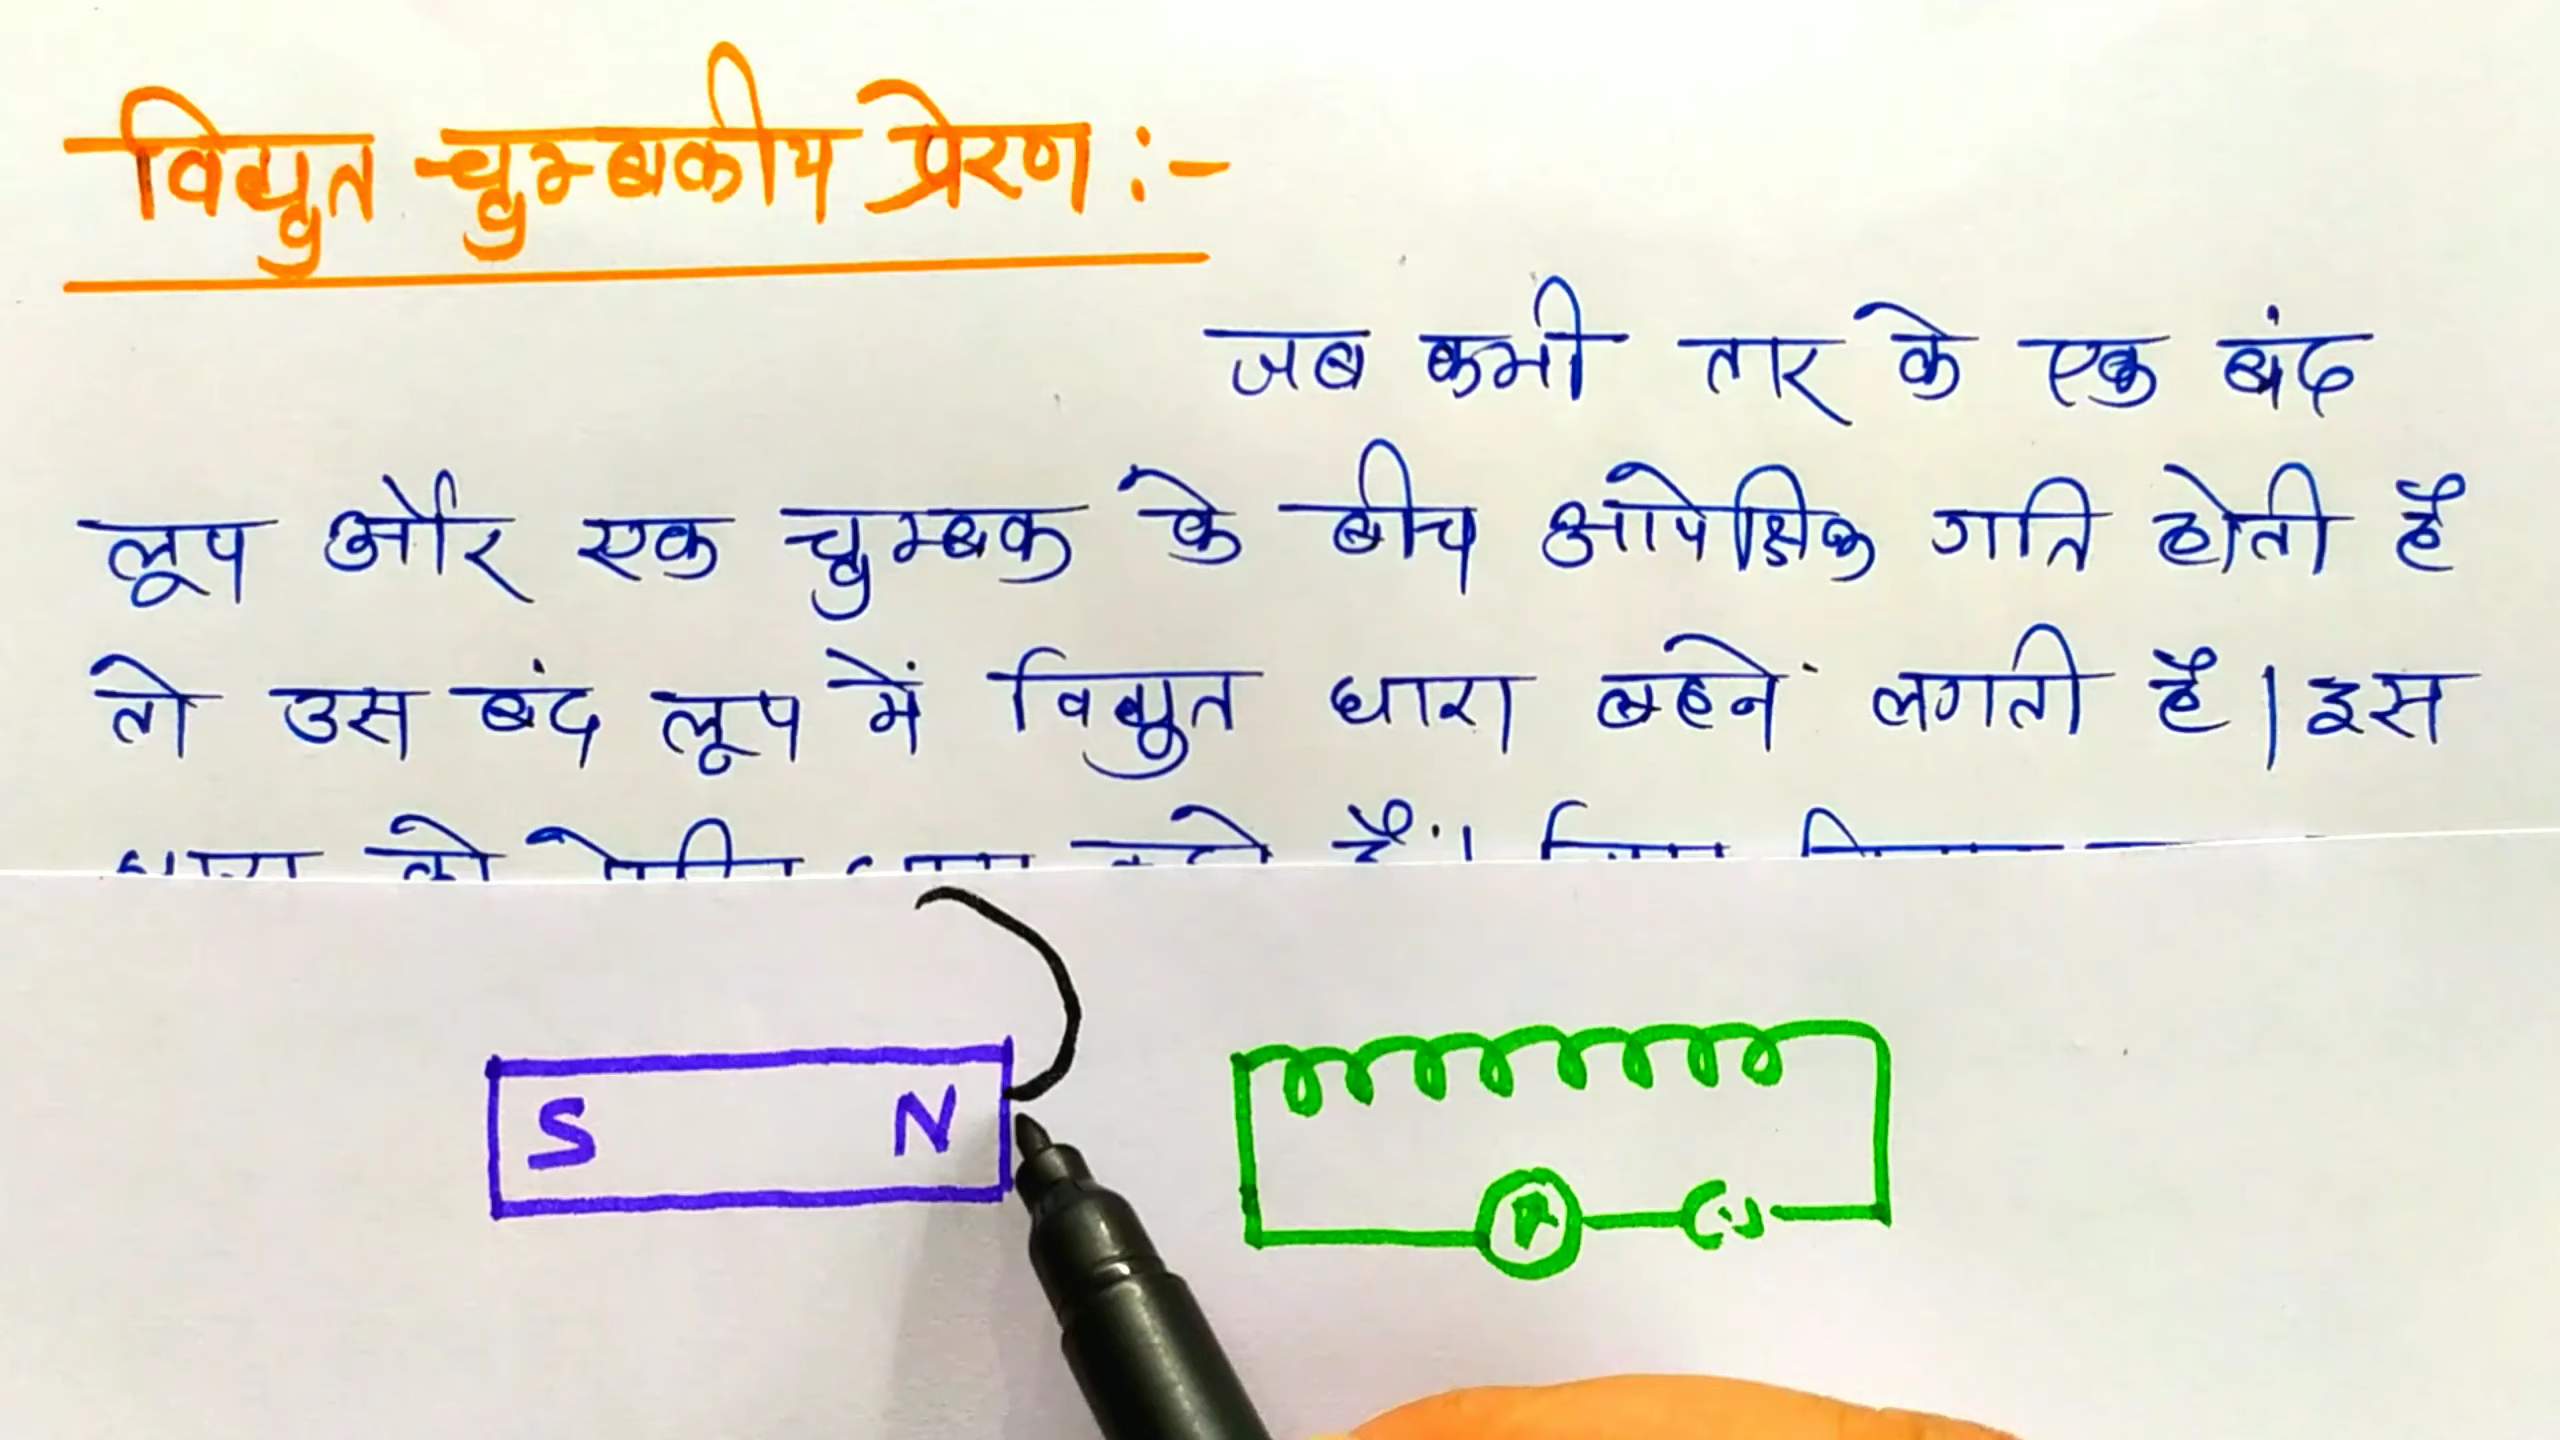 विद्युत चुम्बकीय प्रेरण :-
जब कभी तार के एक बंद
लूप और एक चुम्बक के बीच आपेक्षिक गति होती है
तो उस बंद लूप में विद्युत धारा बहने लगती है। इस
S N